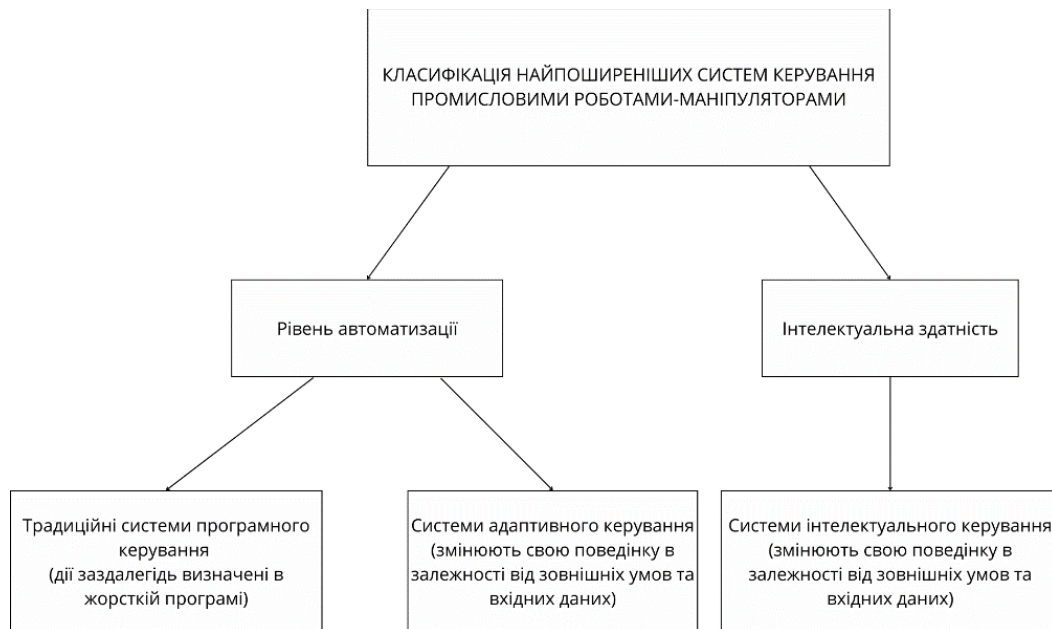 КЛАСИФІКАЦІЯ НАЙПОШИРЕНІШИХ СИСТЕМ КЕРУВАННЯ
ПРОМИСЛОВИМИ РОБОТАМИ-МАНІПУЛЯТОРАМИ
Рівень автоматизації
Інтелектуальна здатність
Традиційні системи програмного
керування
(дії заздалегідь визначені в
жорсткій програмі)
Системи адаптивного керування
(змінюють свою поведінку в
залежності від зовнішніх умов та
вхідних даних)
Системи інтелектуального керування
(змінюють свою поведінку в
залежності від зовнішніх умов та
вхідних даних)